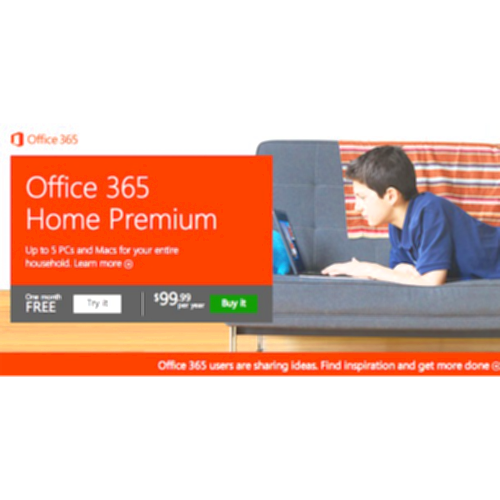 Office 365
Office 365
Home Premium
Up to 5 PCs and Macs for your entire
household. Learn more
One month
FREE
Try it
$99.99
per year
Buy it
Office 365 users are sharing ideas. Find inspiration and get more done